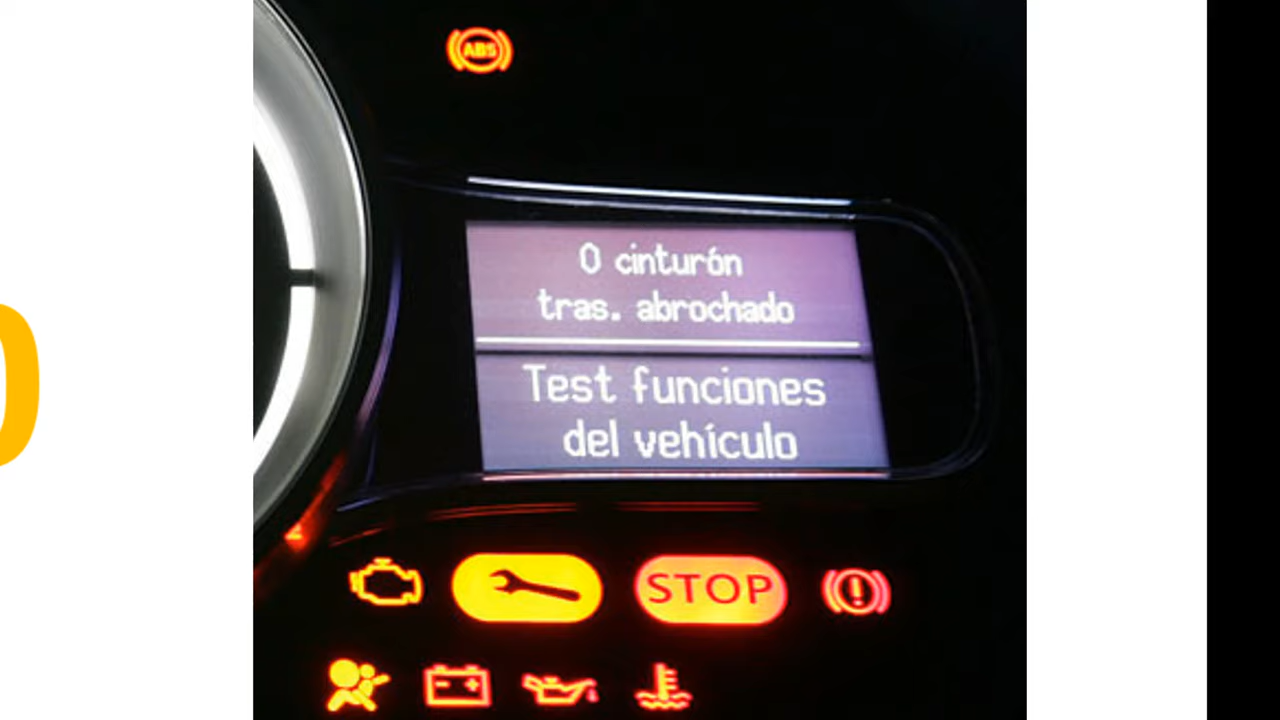 ABS
0 cinturón
tras. abrochado
Test funciones
del vehículo
STOP